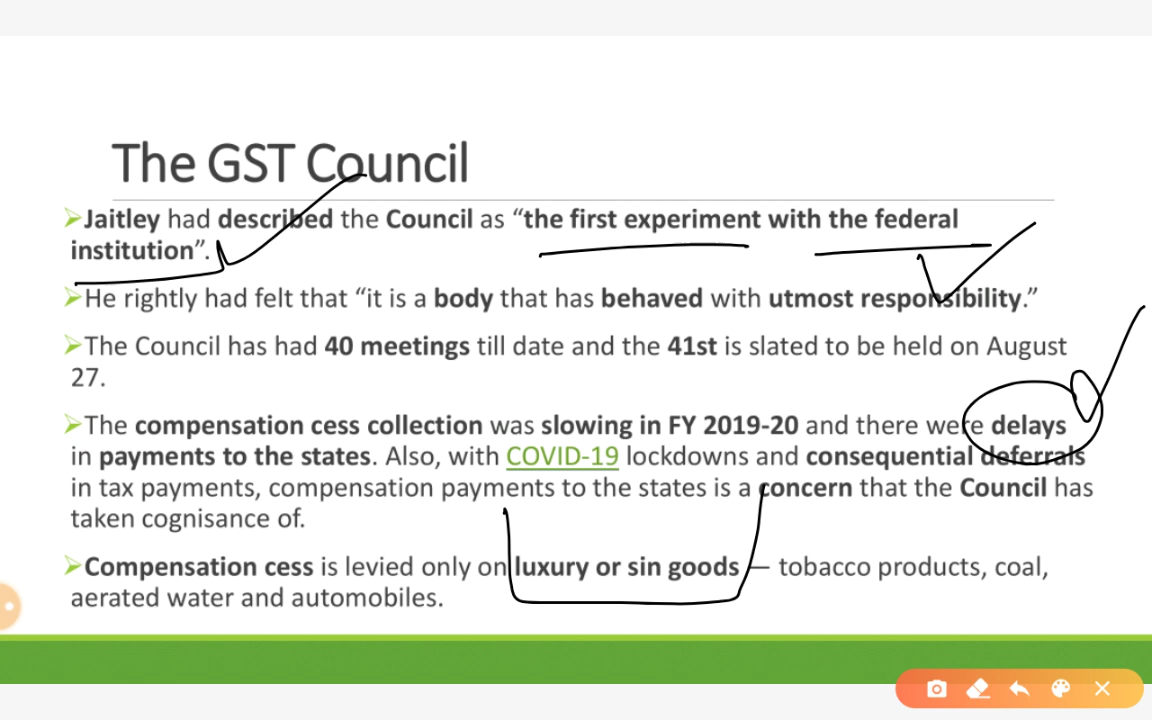 The GST Council
Jaitley had described the Council as “the first experiment with the federal
institution”.
He rightly had felt that “it is a body that has behaved with utmost responsibility.”
The Council has had 40 meetings till date and the 41st is slated to be held on August
27.
The compensation cess collection was slowing in FY 2019-20 and there were delays
in payments to the states. Also, with COVID-19 lockdowns and consequential deferrals
in tax payments, compensation payments to the states is a concern that the Council has
taken cognisance of.
Compensation cess is levied only on luxury or sin goods — tobacco products, coal,
aerated water and automobiles.